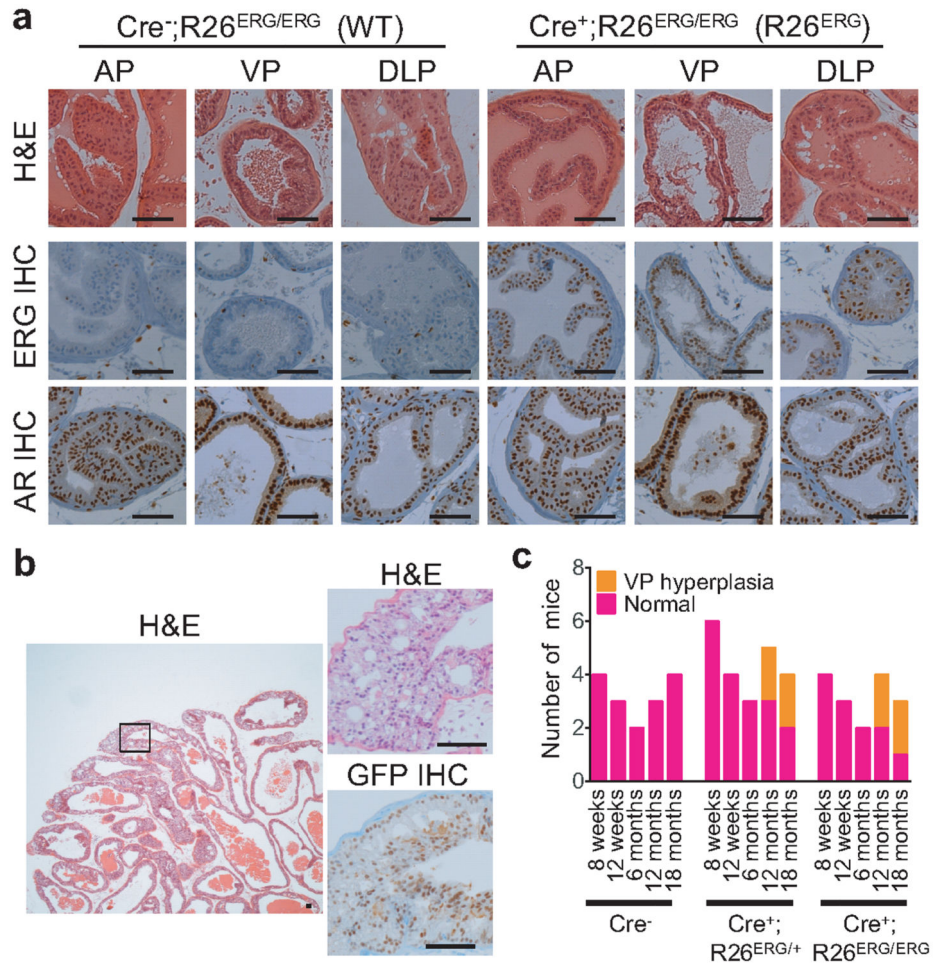 a
Cre-;R26ERG/ERG (WT)
Cre+;R26ERG/ERG (R26ERG)
AP VP DLP AP VP DLP
H&E
ERG IHC
AR IHC
b
H&E
H&E
GFP IHC
c
VP hyperplasia
Normal
Number of mice
8
6
4
2
0
8 weeks
12 weeks
6 months
12 months
18 months
8 weeks
12 weeks
6 months
12 months
18 months
8 weeks
12 weeks
6 months
12 months
18 months
Cre-
Cre+;
R26ERG/+
Cre+;
R26ERG/ERG